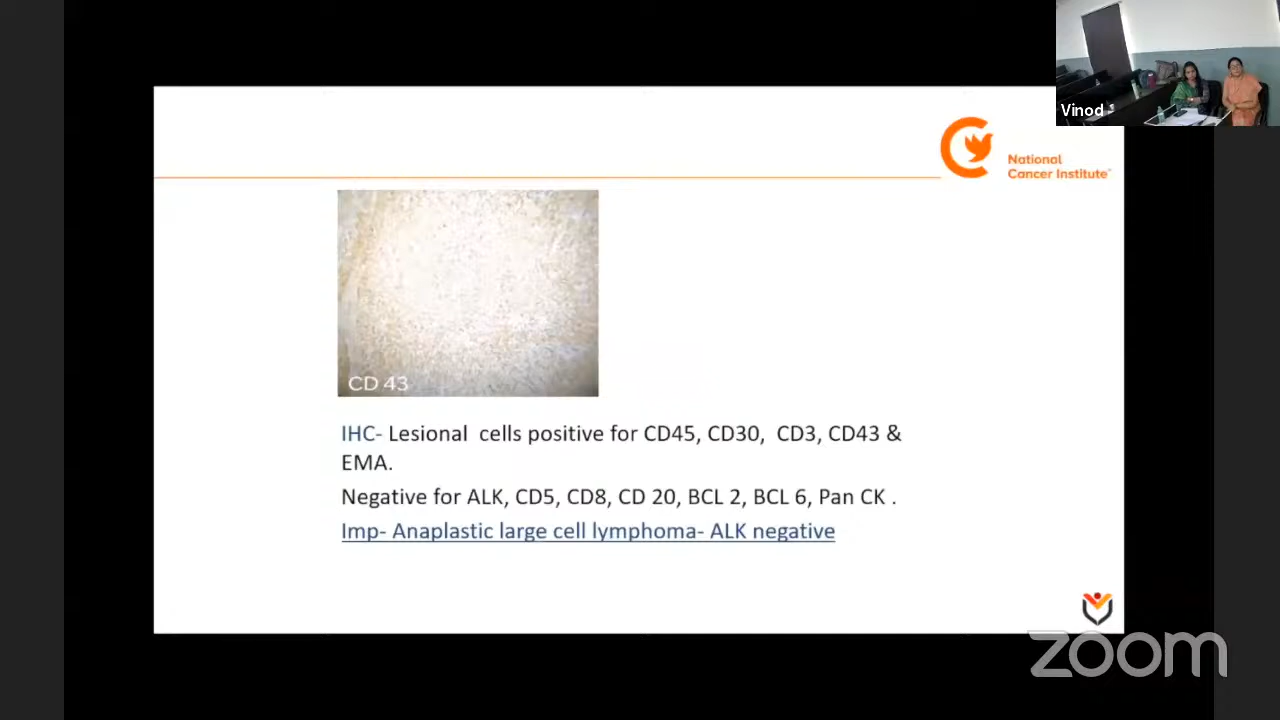 Vinod
National
Cancer Institute
CD 43
IHC- Lesional cells positive for CD45, CD30, CD3, CD43 &
EMA.
Negative for ALK, CD5, CD8, CD 20, BCL 2, BCL 6, Pan CK .
Imp- Anaplastic large cell lymphoma- ALK negative
zoom